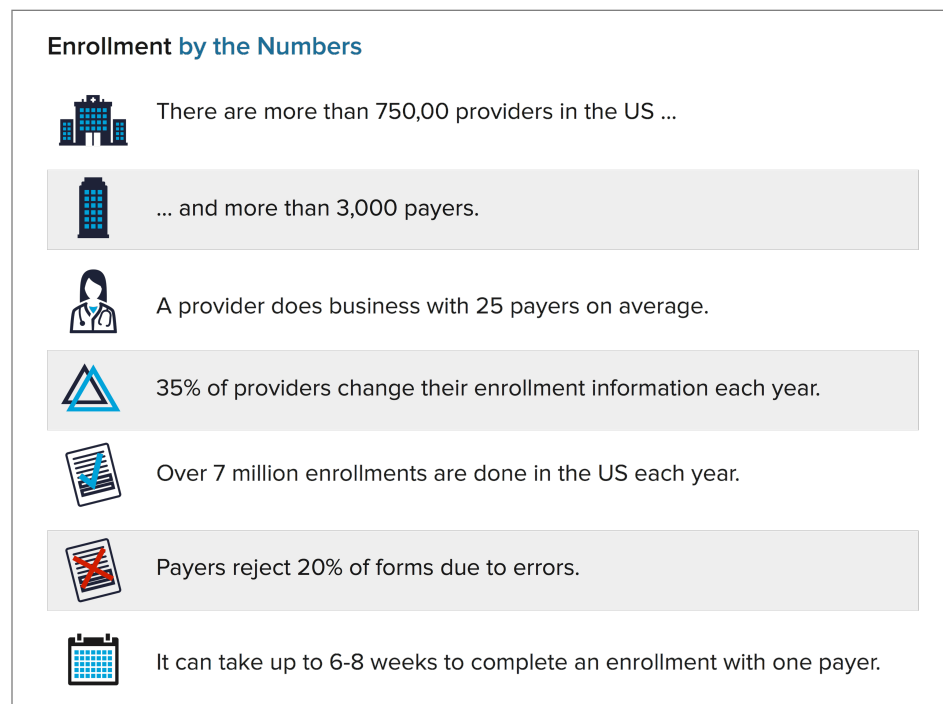 Enrollment by the Numbers
There are more than 750,00 providers in the US ...
... and more than 3,000 payers.
A provider does business with 25 payers on average.
35% of providers change their enrollment information each year.
Over 7 million enrollments are done in the US each year.
Payers reject 20% of forms due to errors.
It can take up to 6-8 weeks to complete an enrollment with one payer.